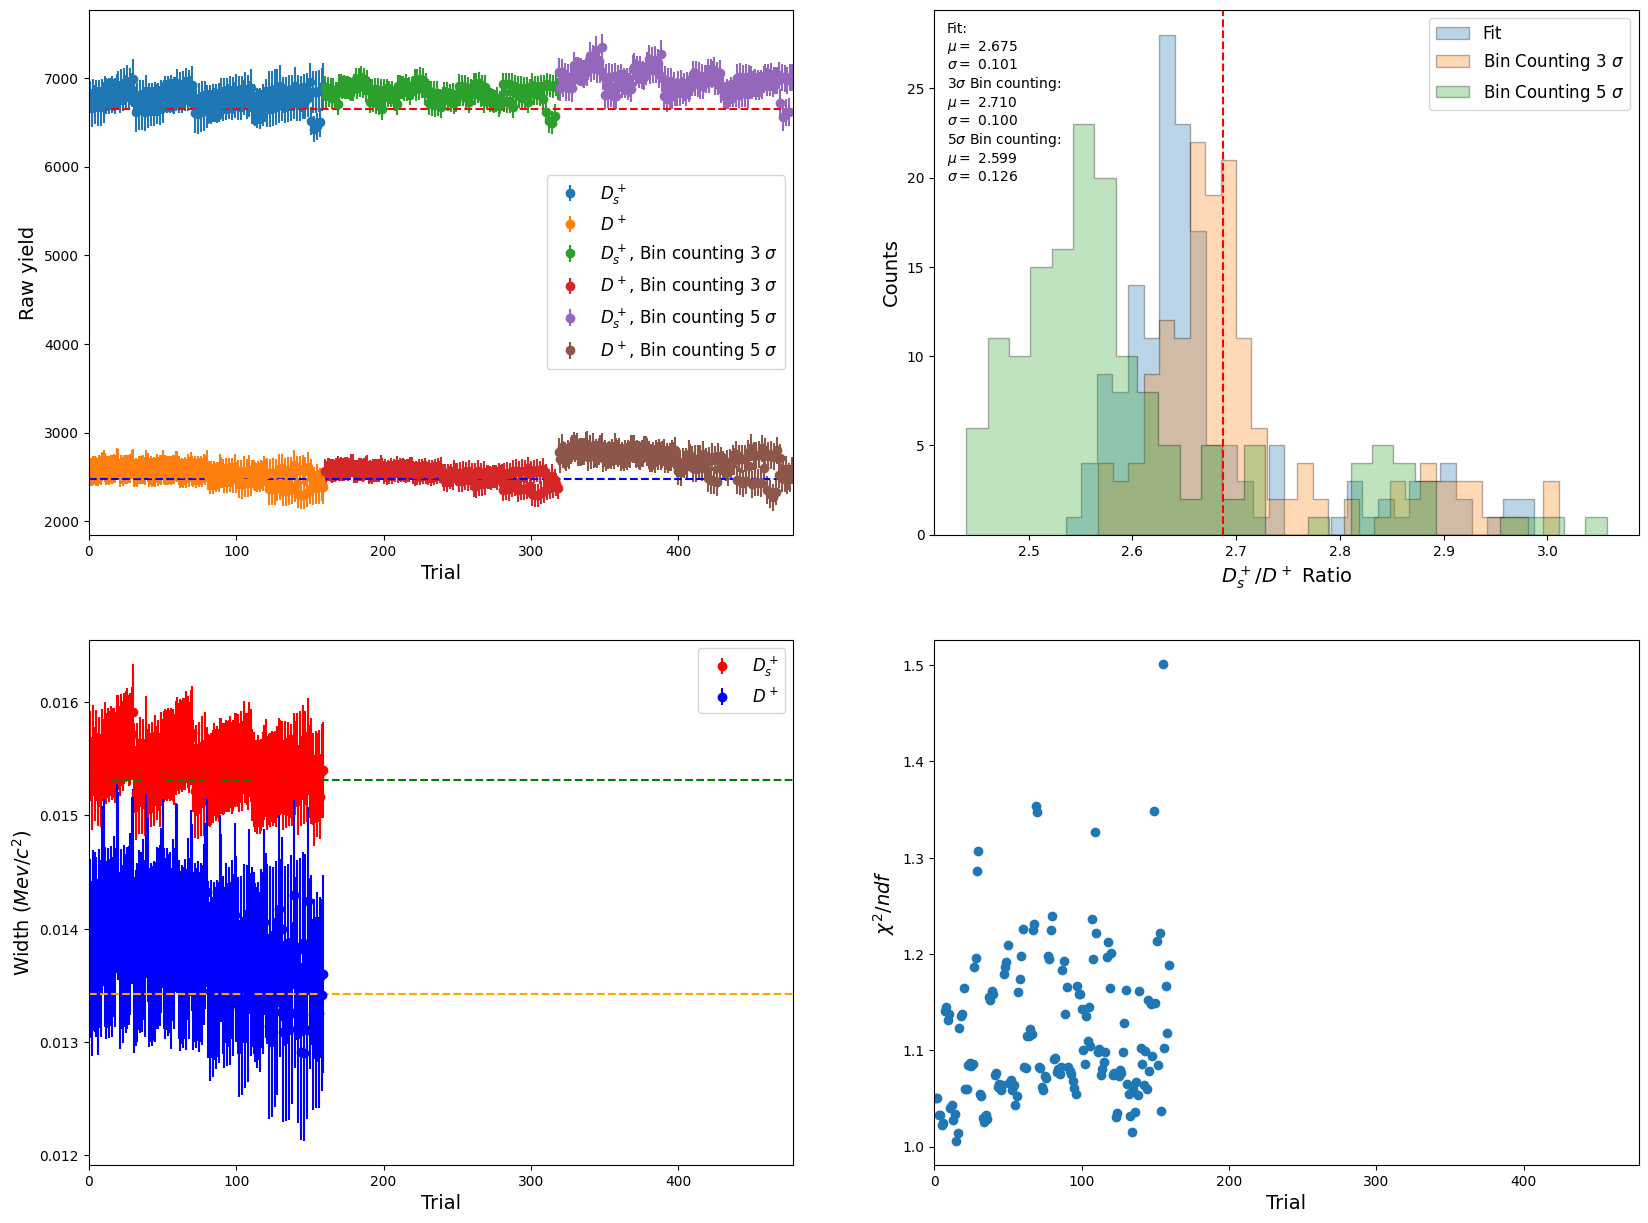 7000
6000
5000
4000
3000
2000
Raw yield
0 100 200 300 400
Trial
$D_s^+$
$D^+$
$D_s^+$, Bin counting 3 σ
$D^+$, Bin counting 3 σ
$D_s^+$, Bin counting 5 σ
$D^+$, Bin counting 5 σ
Fit:
μ = 2.675
σ = 0.101
3σ Bin counting:
μ = 2.710
σ = 0.100
5σ Bin counting:
μ = 2.599
σ = 0.126
Fit
Bin Counting 3 σ
Bin Counting 5 σ
25
20
15
10
5
0
Counts
2.5 2.6 2.7 2.8 2.9 3.0
$D_s^+/D^+$ Ratio
$D_s^+$
$D^+$
0.016
0.015
0.014
0.013
0.012
Width ($Mev/c^2$)
0 100 200 300 400
Trial
1.5
1.4
1.3
1.2
1.1
1.0
$χ^2/ndf$
0 100 200 300 400
Trial